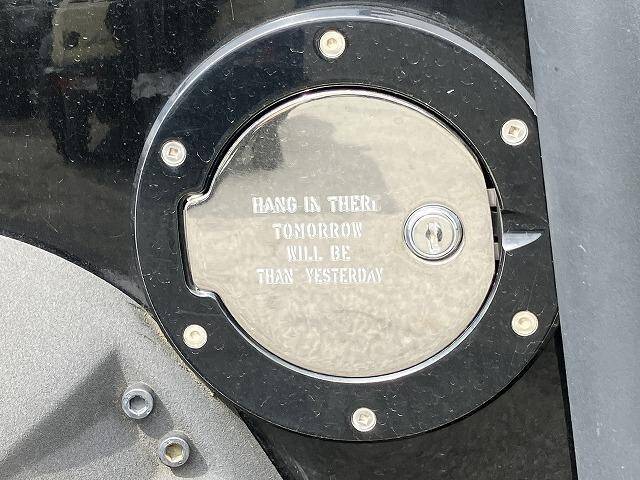 HANG IN THERE
TOMORROW
WILL BE
THAN YESTERDAY